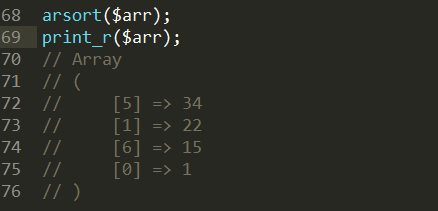 68 arsort($arr);
69 print_r($arr);
70 // Array
71 // (
72 //     [5] => 34
73 //     [1] => 22
74 //     [6] => 15
75 //     [0] => 1
76 // )